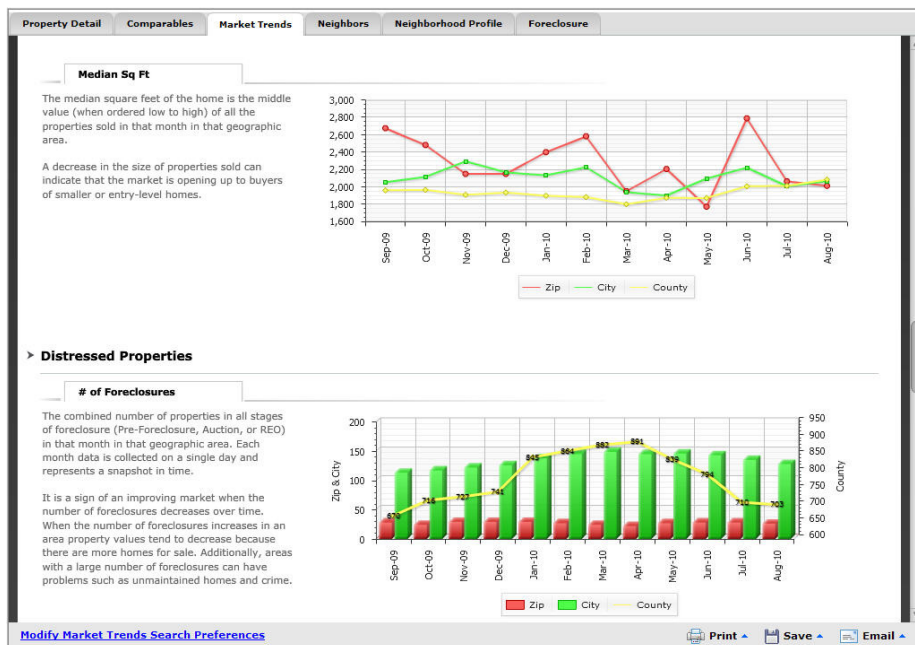 Property Detail
Comparables
Market Trends
Neighbors
Neighborhood Profile
Foreclosure
Median Sq Ft
The median square feet of the home is the middle
value (when ordered low to high) of all the
properties sold in that month in that geographic
area.
A decrease in the size of properties sold can
indicate that the market is opening up to buyers
of smaller or entry-level homes.
3,000
2,800
2,600
2,400
2,200
2,000
1,800
1,600
Sep-09
Oct-09
Nov-09
Dec-09
Jan-10
Feb-10
Mar-10
Apr-10
May-10
Jun-10
Jul-10
Aug-10
Zip
City
County
Distressed Properties
# of Foreclosures
The combined number of properties in all stages
of foreclosure (Pre-Foreclosure, Auction, or REO)
in that month in that geographic area. Each
month data is collected on a single day and
represents a snapshot in time.
It is a sign of an improving market when the
number of foreclosures decreases over time.
When the number of foreclosures increases in an
area property values tend to decrease because
there are more homes for sale. Additionally, areas
with a large number of foreclosures can have
problems such as unmaintained homes and crime.
Zip & City
200
150
100
50
0
670
716
727
741
845
864
882
891
839
794
710
703
950
900
850
800
750
700
650
600
County
Sep-09
Oct-09
Nov-09
Dec-09
Jan-10
Feb-10
Mar-10
Apr-10
May-10
Jun-10
Jul-10
Aug-10
Zip
City
County
Modify Market Trends Search Preferences
Print
Save
Email